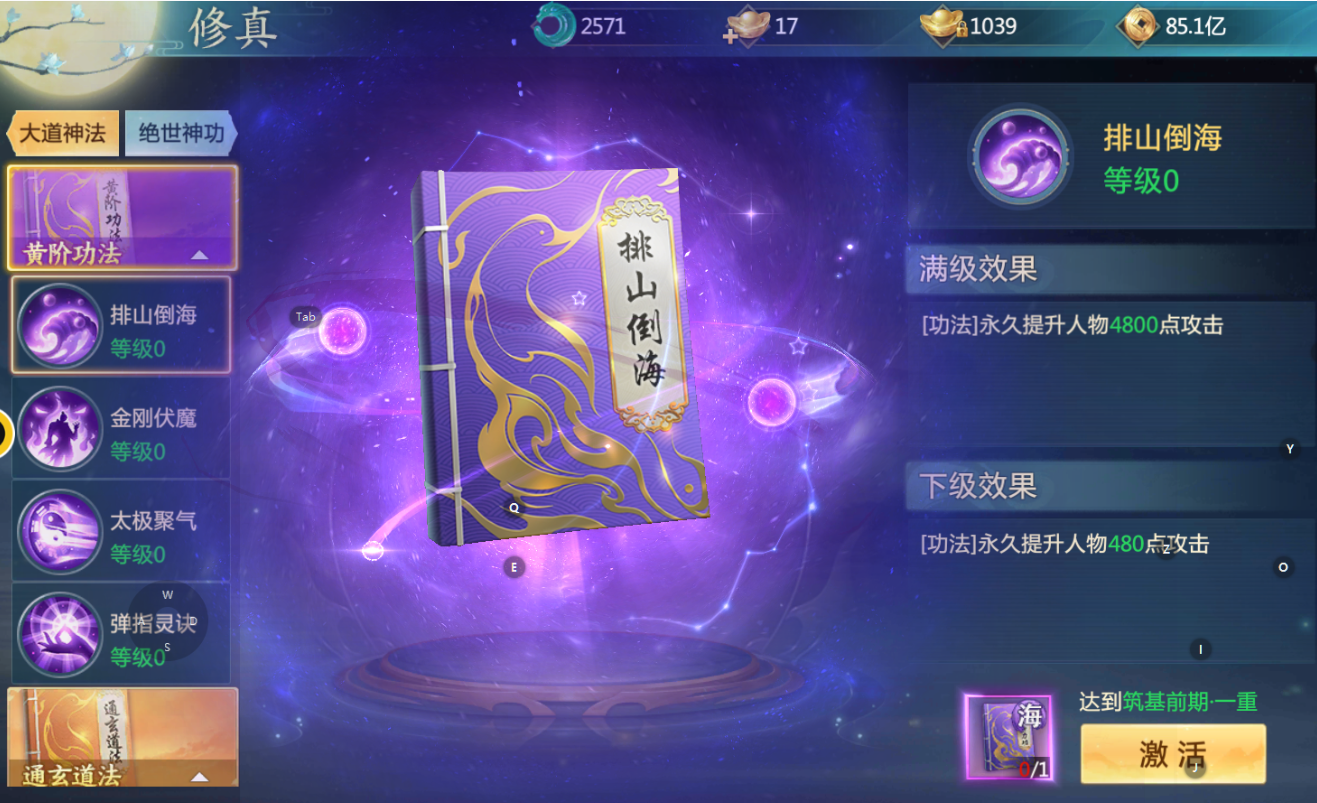 修真
2571
17
1039
85.1亿
大道神法
绝世神功
黄阶功法
黄阶功法
排山倒海
等级0
金刚伏魔
等级0
太极聚气
等级0
弹指灵诀
等级0
通玄道法
通玄道法
Tab
W
A
D
S
排山倒海
Q
E
排山倒海
等级0
满级效果
[功法]永久提升人物4800点攻击
Y
下级效果
[功法]永久提升人物480点攻击
Z
O
I
海
0/1
达到筑基前期·一重
激活
J